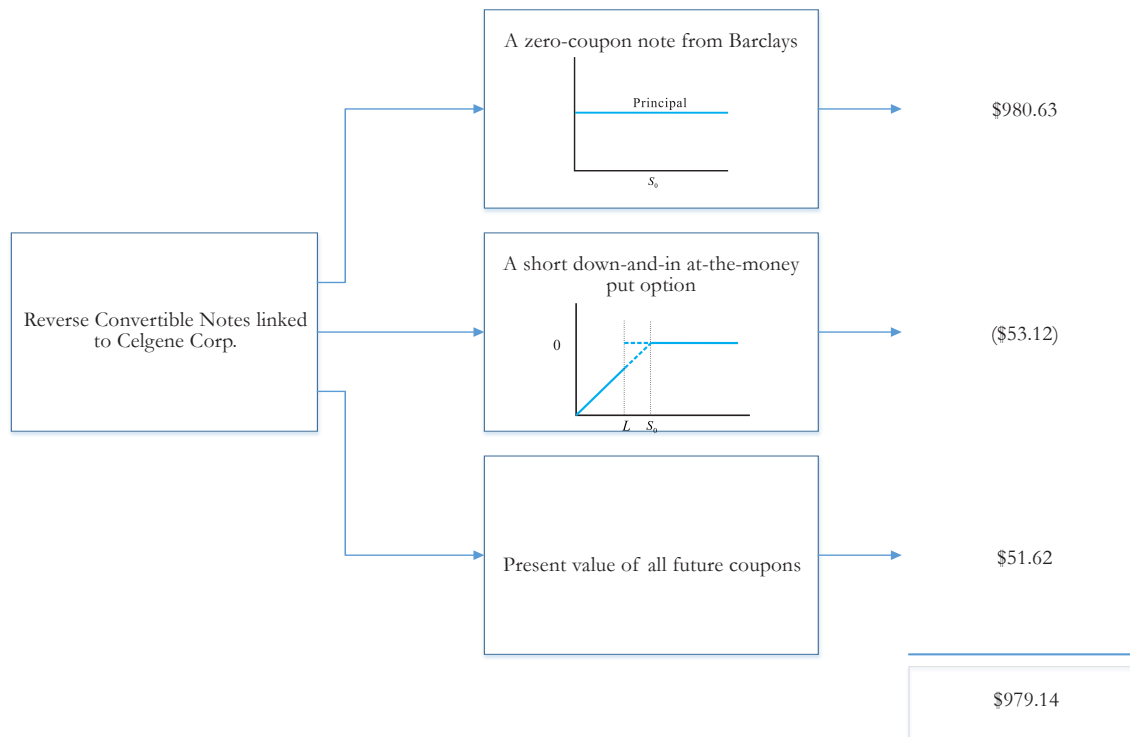 A zero-coupon note from Barclays
Principal
S₀
$980.63
Reverse Convertible Notes linked
to Celgene Corp.
A short down-and-in at-the-money
put option
0
L S₀
($53.12)
Present value of all future coupons
$51.62
$979.14